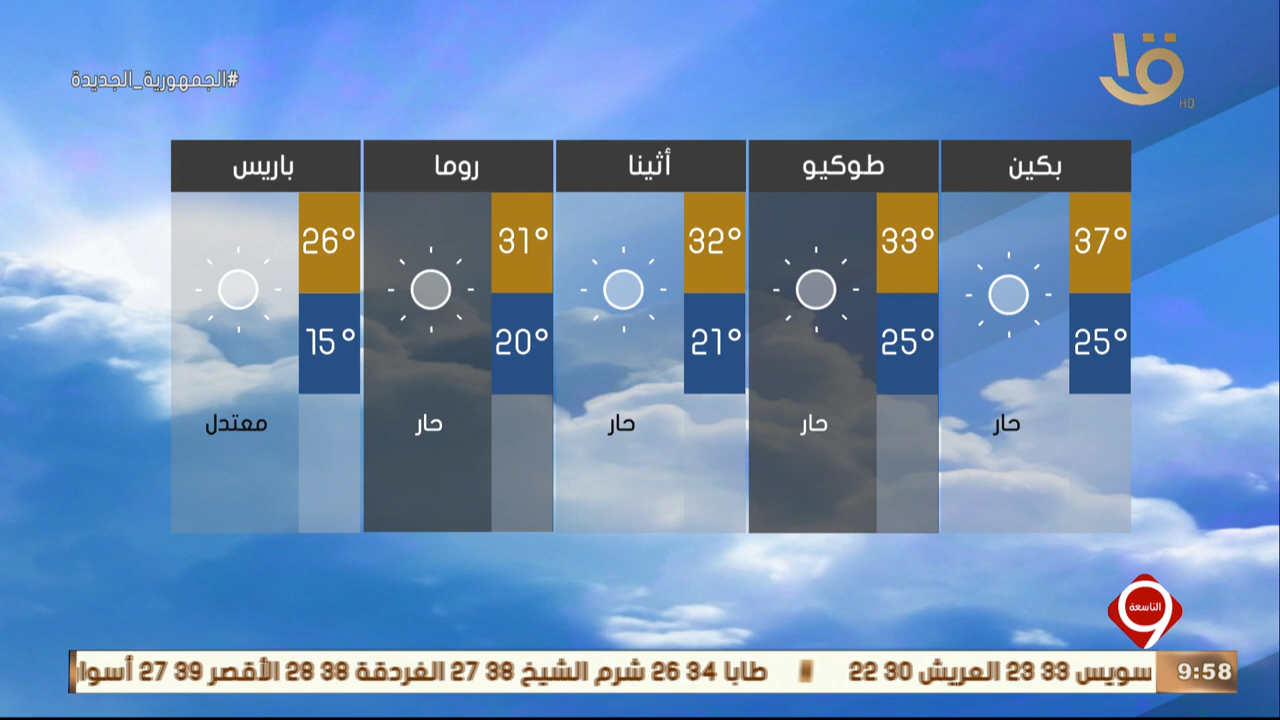 #الجمهورية_الجديدة
HD
بكين
37°
25°
حار
طوكيو
33°
25°
حار
أثينا
32°
21°
حار
روما
31°
20°
حار
باريس
26°
15°
معتدل
التاسعة
9
9:58
سويس 33 23 العريش 30 22 طابا 34 26 شرم الشيخ 38 27 الغردقة 38 28 الأقصر 39 27 أسوا